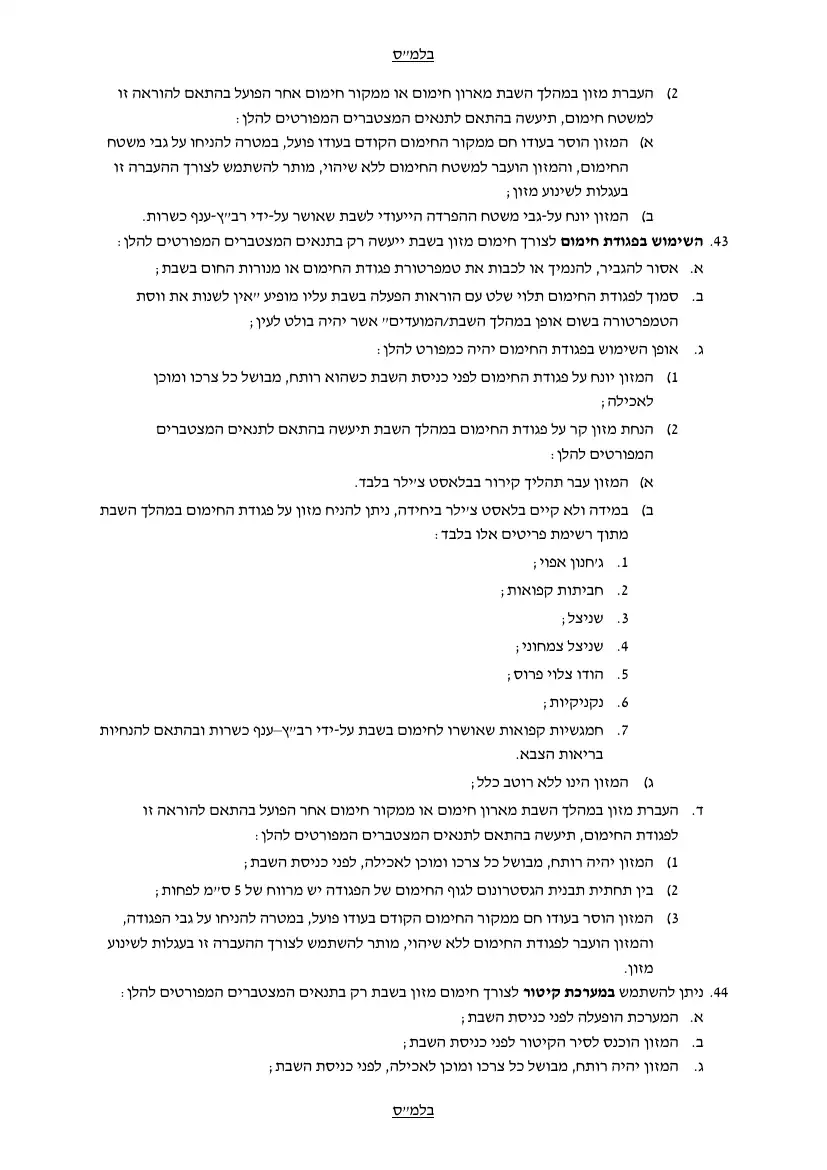 בלמ״ס
2) העברת מזון במהלך השבת מארון חימום או ממקור חימום אחר הפועל בהתאם להוראה זו
למשטח חימום, תיעשה בהתאם לתנאים המצטברים המפורטים להלן:
א) המזון הוסר בעודו חם ממקור החימום הקודם בעודו פועל, במטרה להניחו על גבי משטח
החימום, והמזון הועבר למשטח החימום ללא שיהוי, מותר להשתמש לצורך ההעברה זו
בעגלות לשינוע מזון;
ב) המזון יונח על-גבי משטח ההפרדה הייעודי לשבת שאושר על-ידי רב״ץ-ענף כשרות.
43. השימוש בפגודת חימום לצורך חימום מזון בשבת ייעשה רק בתנאים המצטברים המפורטים להלן:
א. אסור להגביר, להנמיך או לכבות את טמפרטורת פגודת החימום או מנורות החום בשבת;
ב. סמוך לפגודת החימום תלוי שלט עם הוראות הפעלה בשבת עליו מופיע ״אין לשנות את ווסת
הטמפרטורה בשום אופן במהלך השבת/המועדים״ אשר יהיה בולט לעין;
ג. אופן השימוש בפגודת החימום יהיה כמפורט להלן:
1) המזון יונח על פגודת החימום לפני כניסת השבת כשהוא רותח, מבושל כל צרכו ומוכן
לאכילה;
2) הנחת מזון קר על פגודת החימום במהלך השבת תיעשה בהתאם לתנאים המצטברים
המפורטים להלן:
א) המזון עבר תהליך קירור בבלאסט צ׳ילר בלבד.
ב) במידה ולא קיים בלאסט צ׳ילר ביחידה, ניתן להניח מזון על פגודת החימום במהלך השבת
מתוך רשימת פריטים אלו בלבד:
1. ג׳חנון אפוי;
2. חביתות קפואות;
3. שניצל;
4. שניצל צמחוני;
5. הודו צלוי פרוס;
6. נקניקיות;
7. חמגשיות קפואות שאושרו לחימום בשבת על-ידי רב״ץ–ענף כשרות ובהתאם להנחיות
בריאות הצבא.
ג) המזון הינו ללא רוטב כלל;
ד. העברת מזון במהלך השבת מארון חימום או ממקור חימום אחר הפועל בהתאם להוראה זו
לפגודת החימום, תיעשה בהתאם לתנאים המצטברים המפורטים להלן:
1) המזון יהיה רותח, מבושל כל צרכו ומוכן לאכילה, לפני כניסת השבת;
2) בין תחתית תבנית הגסטרונום לגוף החימום של הפגודה יש מרווח של 5 ס״מ לפחות;
3) המזון הוסר בעודו חם ממקור החימום הקודם בעודו פועל, במטרה להניחו על גבי הפגודה,
והמזון הועבר לפגודת החימום ללא שיהוי, מותר להשתמש לצורך ההעברה זו בעגלות לשינוע
מזון.
44. ניתן להשתמש במערכת קיטור לצורך חימום מזון בשבת רק בתנאים המצטברים המפורטים להלן:
א. המערכת הופעלה לפני כניסת השבת;
ב. המזון הוכנס לסיר הקיטור לפני כניסת השבת;
ג. המזון יהיה רותח, מבושל כל צרכו ומוכן לאכילה, לפני כניסת השבת;
בלמ״ס